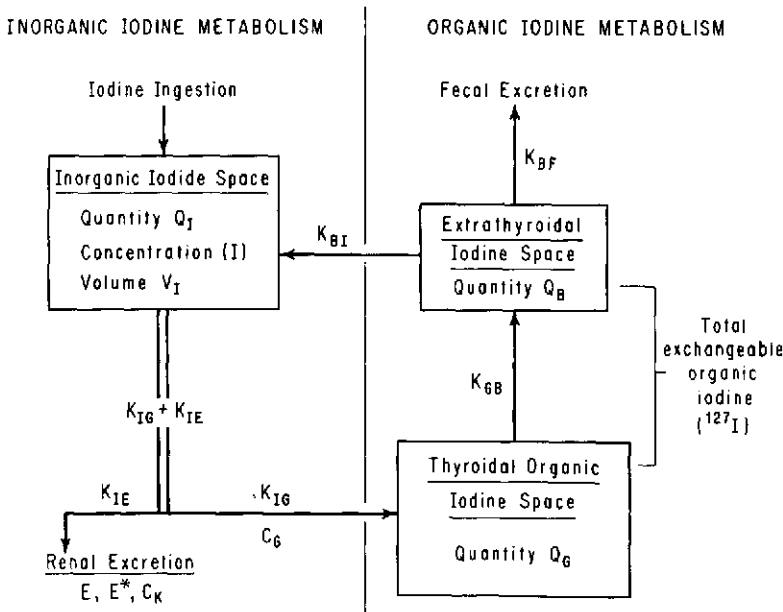 INORGANIC IODINE METABOLISM
ORGANIC IODINE METABOLISM
Iodine Ingestion
Fecal Excretion
K_BF
Inorganic Iodide Space
Quantity Q_I
Concentration (I)
Volume V_I
K_BI
Extrathyroidal
Iodine Space
Quantity Q_B
Total
exchangeable
organic
iodine
(¹²⁷I)
K_GB
K_IG + K_IE
K_IE
K_IG
C_G
Thyroidal Organic
Iodine Space
Quantity Q_G
Renal Excretion
E, E*, C_K